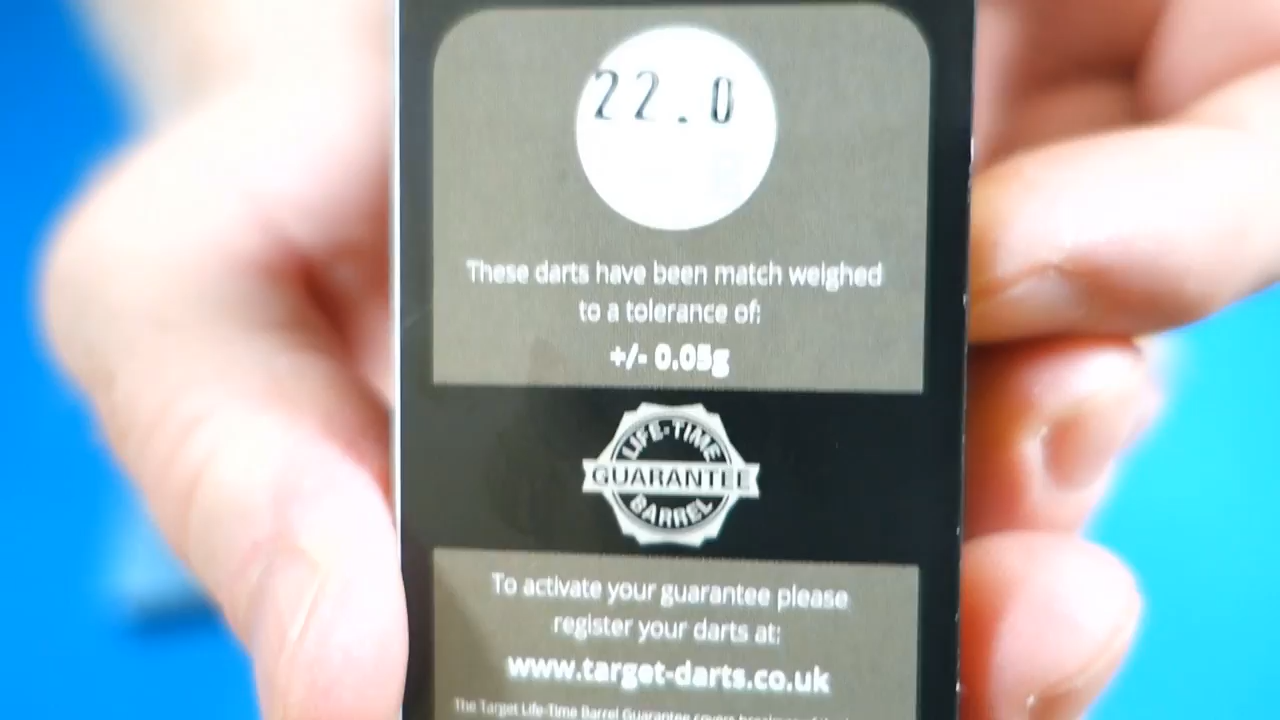 22.0
These darts have been match weighed
to a tolerance of:
+/- 0.05g
LIFE-TIME
GUARANTEE
BARREL
To activate your guarantee please
register your darts at:
www.target-darts.co.uk
The Target Life-Time Barrel Guarantee covers breakage of